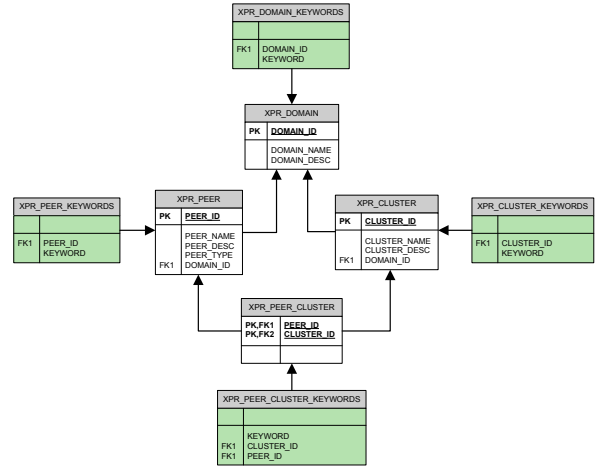 XPR_DOMAIN_KEYWORDS
FK1 DOMAIN_ID
KEYWORD
XPR_DOMAIN
PK DOMAIN_ID
DOMAIN_NAME
DOMAIN_DESC
XPR_PEER_KEYWORDS
FK1 PEER_ID
KEYWORD
XPR_PEER
PK PEER_ID
PEER_NAME
PEER_DESC
PEER_TYPE
FK1 DOMAIN_ID
XPR_CLUSTER
PK CLUSTER_ID
CLUSTER_NAME
CLUSTER_DESC
FK1 DOMAIN_ID
XPR_CLUSTER_KEYWORDS
FK1 CLUSTER_ID
KEYWORD
XPR_PEER_CLUSTER
PK,FK1 PEER_ID
PK,FK2 CLUSTER_ID
XPR_PEER_CLUSTER_KEYWORDS
KEYWORD
FK1 CLUSTER_ID
FK1 PEER_ID